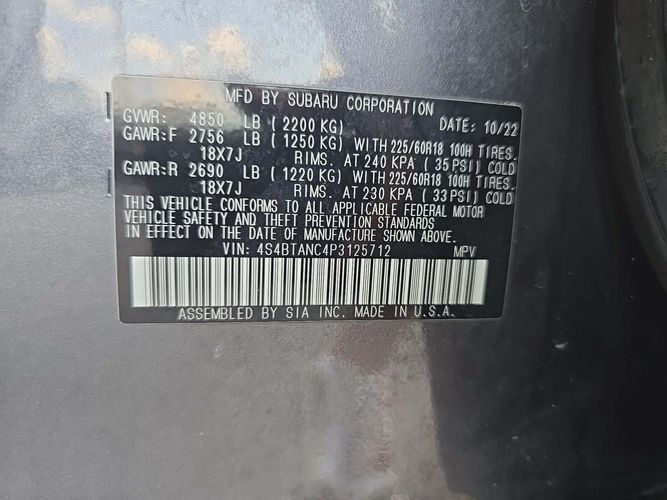 MFD BY SUBARU CORPORATION
GVWR: 4850 LB ( 2200 KG) DATE: 10/22
GAWR:F 2756 LB ( 1250 KG) WITH 225/60R18 100H TIRES.
18X7J RIMS. AT 240 KPA ( 35 PSI) COLD
GAWR:R 2690 LB ( 1220 KG) WITH 225/60R18 100H TIRES.
18X7J RIMS. AT 230 KPA ( 33 PSI) COLD
THIS VEHICLE CONFORMS TO ALL APPLICABLE FEDERAL MOTOR
VEHICLE SAFETY AND THEFT PREVENTION STANDARDS
IN EFFECT ON THE DATE OF MANUFACTURE SHOWN ABOVE.
VIN: 4S4BTANC4P3125712 MPV
ASSEMBLED BY SIA INC. MADE IN U.S.A.